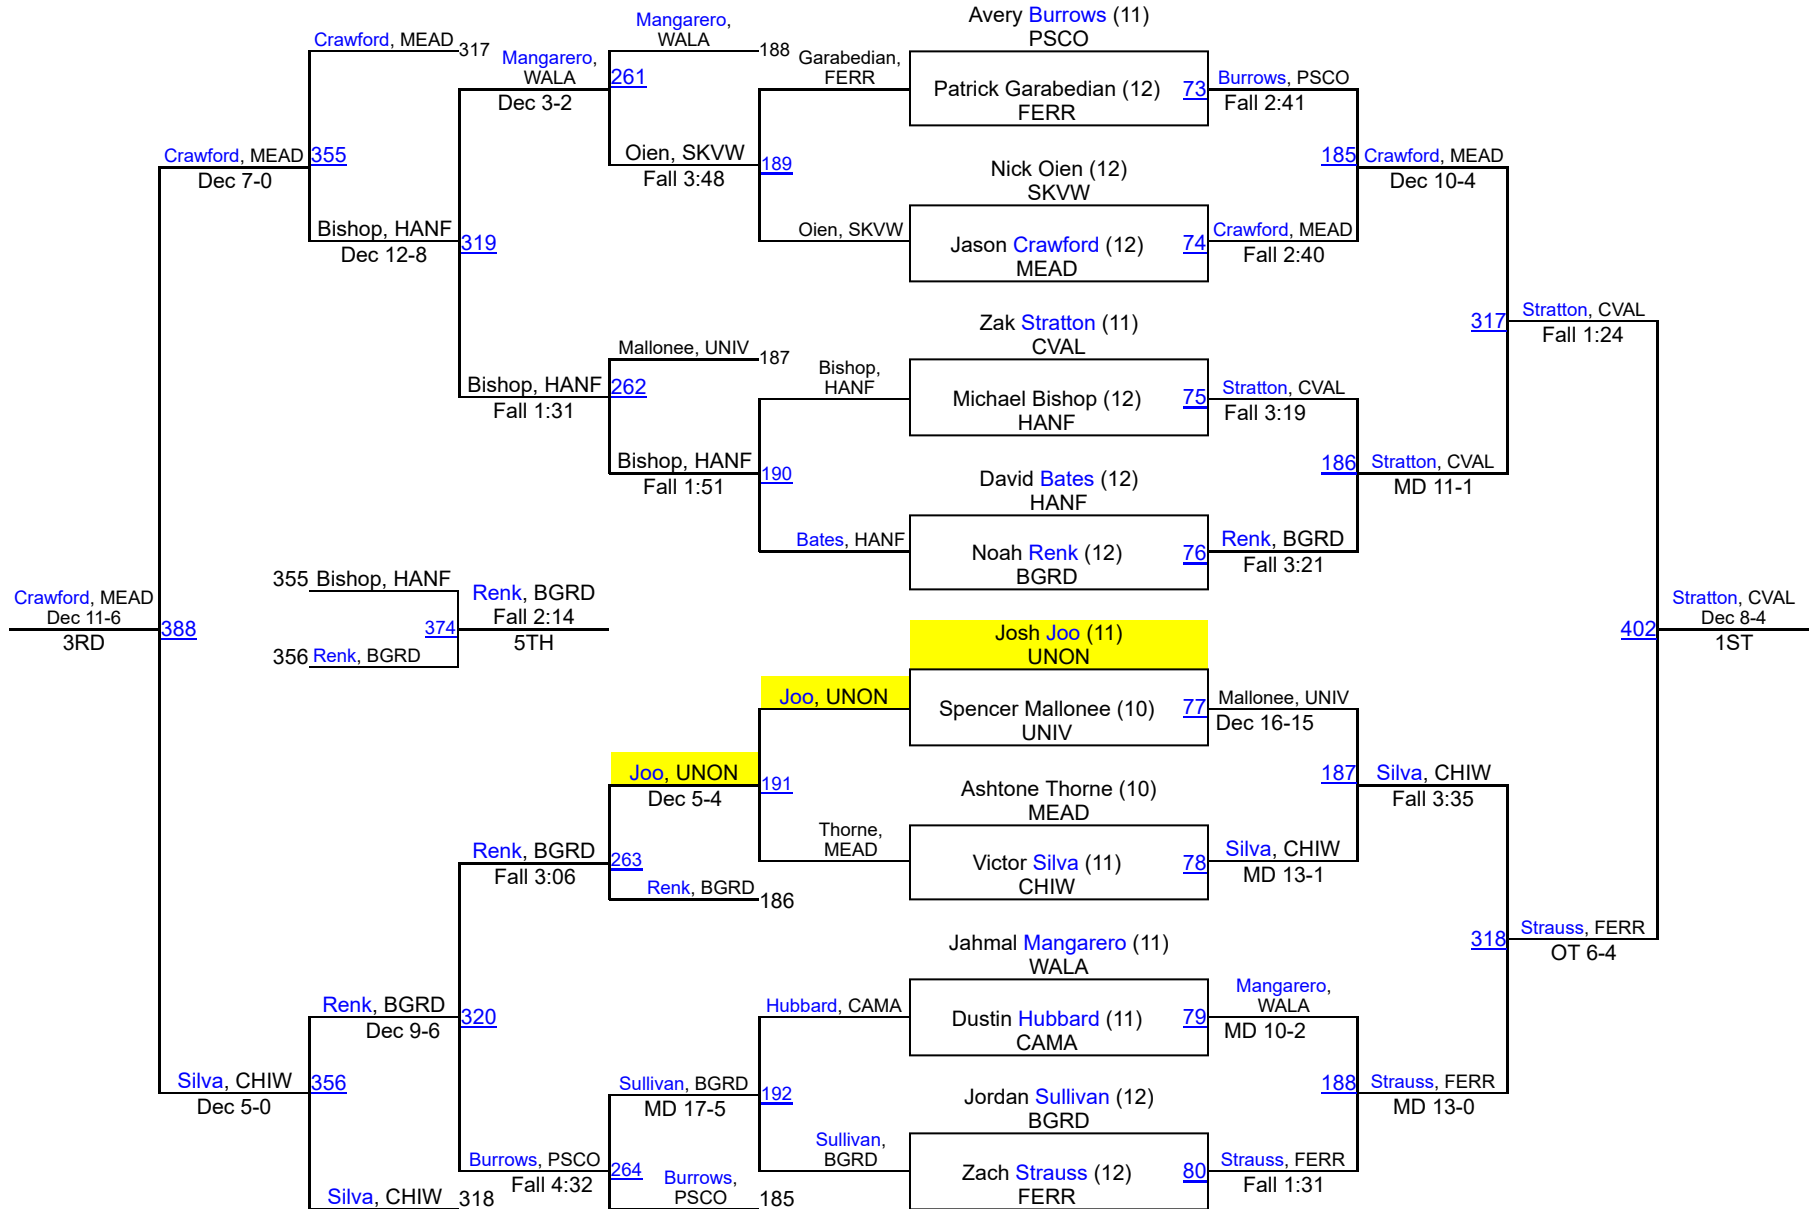 Avery Burrows (11)
PSCO
Patrick Garabedian (12)
FERR
73
Nick Oien (12)
SKVW
Jason Crawford (12)
MEAD
74
Zak Stratton (11)
CVAL
Michael Bishop (12)
HANF
75
David Bates (12)
HANF
Noah Renk (12)
BGRD
76
Josh Joo (11)
UNON
Spencer Mallonee (10)
UNIV
77
Ashtone Thorne (10)
MEAD
Victor Silva (11)
CHIW
78
Jahmal Mangarero (11)
WALA
Dustin Hubbard (11)
CAMA
79
Jordan Sullivan (12)
BGRD
Zach Strauss (12)
FERR
80
Burrows, PSCO
Fall 2:41
Crawford, MEAD
Fall 2:40
Stratton, CVAL
Fall 3:19
Renk, BGRD
Fall 3:21
Mallonee, UNIV
Dec 16-15
Silva, CHIW
MD 13-1
Mangarero,
WALA
MD 10-2
Strauss, FERR
Fall 1:31
185
Crawford, MEAD
Dec 10-4
186
Stratton, CVAL
MD 11-1
187
Silva, CHIW
Fall 3:35
188
Strauss, FERR
MD 13-0
317
Stratton, CVAL
Fall 1:24
318
Strauss, FERR
OT 6-4
402
Stratton, CVAL
Dec 8-4
1ST
Garabedian,
FERR
Oien, SKVW
Bishop,
HANF
Bates, HANF
Joo, UNON
Thorne,
MEAD
Hubbard, CAMA
Sullivan,
BGRD
Mangarero,
WALA
188
Oien, SKVW
189
Fall 3:48
Mallonee, UNIV
187
Bishop, HANF
190
Fall 1:51
Joo, UNON
191
Dec 5-4
Renk, BGRD
186
Sullivan, BGRD
192
MD 17-5
Burrows,
PSCO
185
Mangarero,
WALA
261
Dec 3-2
Bishop, HANF
262
Fall 1:31
Renk, BGRD
263
Fall 3:06
Burrows, PSCO
264
Fall 4:32
Crawford, MEAD
317
Bishop, HANF
319
Dec 12-8
Renk, BGRD
320
Dec 9-6
Silva, CHIW
318
Crawford, MEAD
355
Dec 7-0
Silva, CHIW
356
Dec 5-0
355
Bishop, HANF
356
Renk, BGRD
374
Renk, BGRD
Fall 2:14
5TH
Crawford, MEAD
Dec 11-6
388
3RD